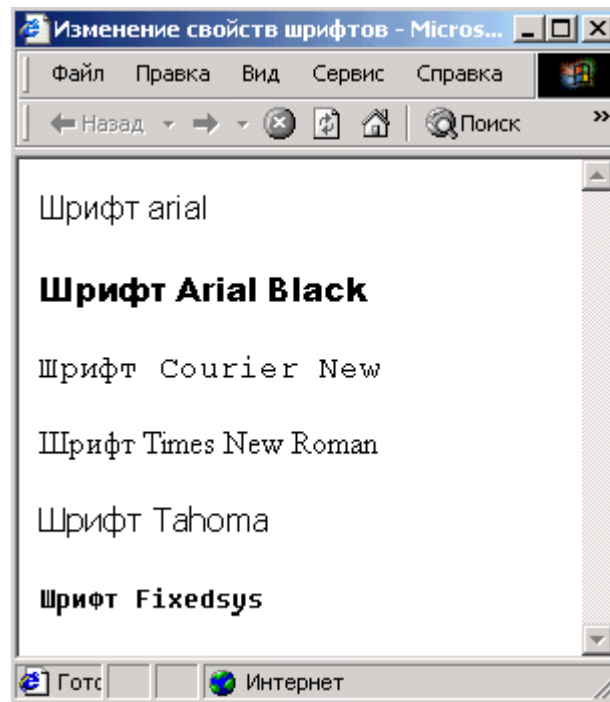 Изменение свойств шрифтов - Micros...
Файл Правка Вид Сервис Справка
Назад Поиск »
Шрифт arial
Шрифт Arial Black
Шрифт Courier New
Шрифт Times New Roman
Шрифт Tahoma
Шрифт Fixedsys
Готс Интернет